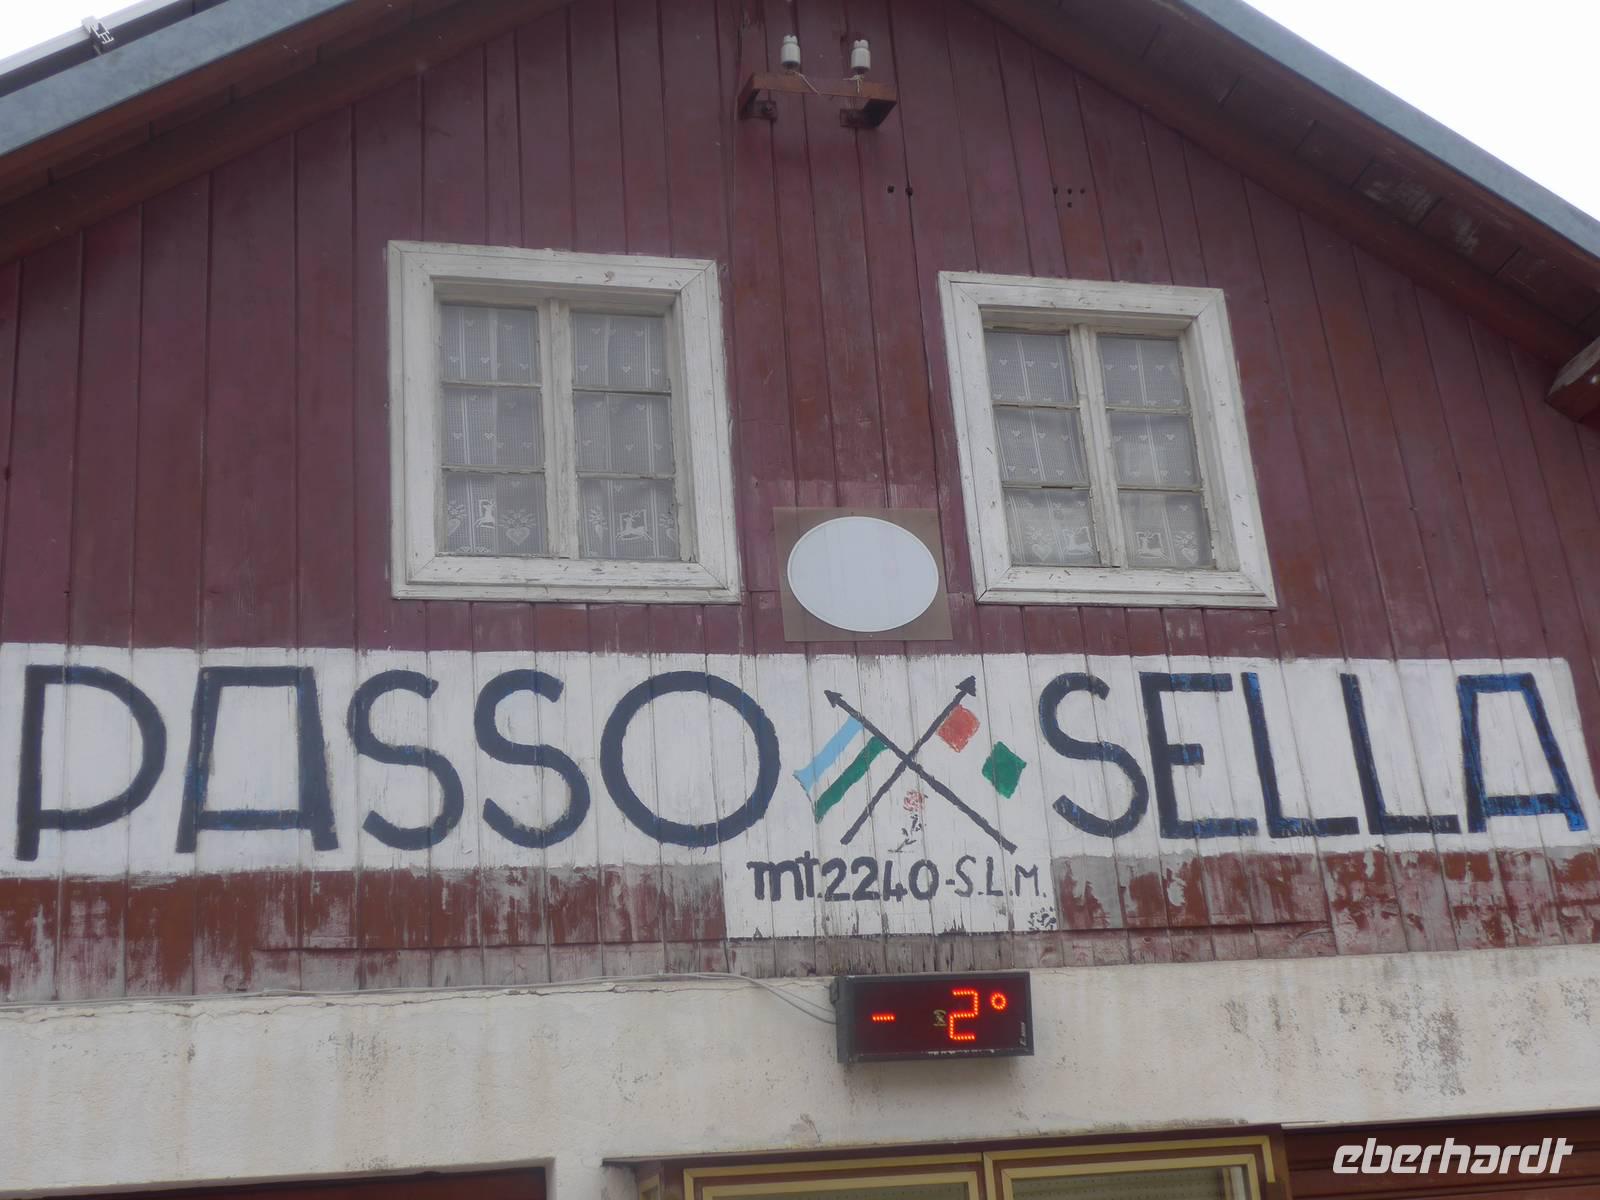 PASSO SELLA
mt.2240-S.L.M.
- 2°
eberhardt